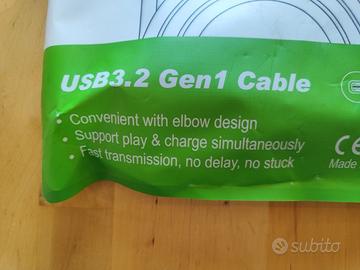 USB3.2 Gen1 Cable
• Convenient with elbow design
• Support play & charge simultaneously
• Fast transmission, no delay, no stuck
CE
Made
subito